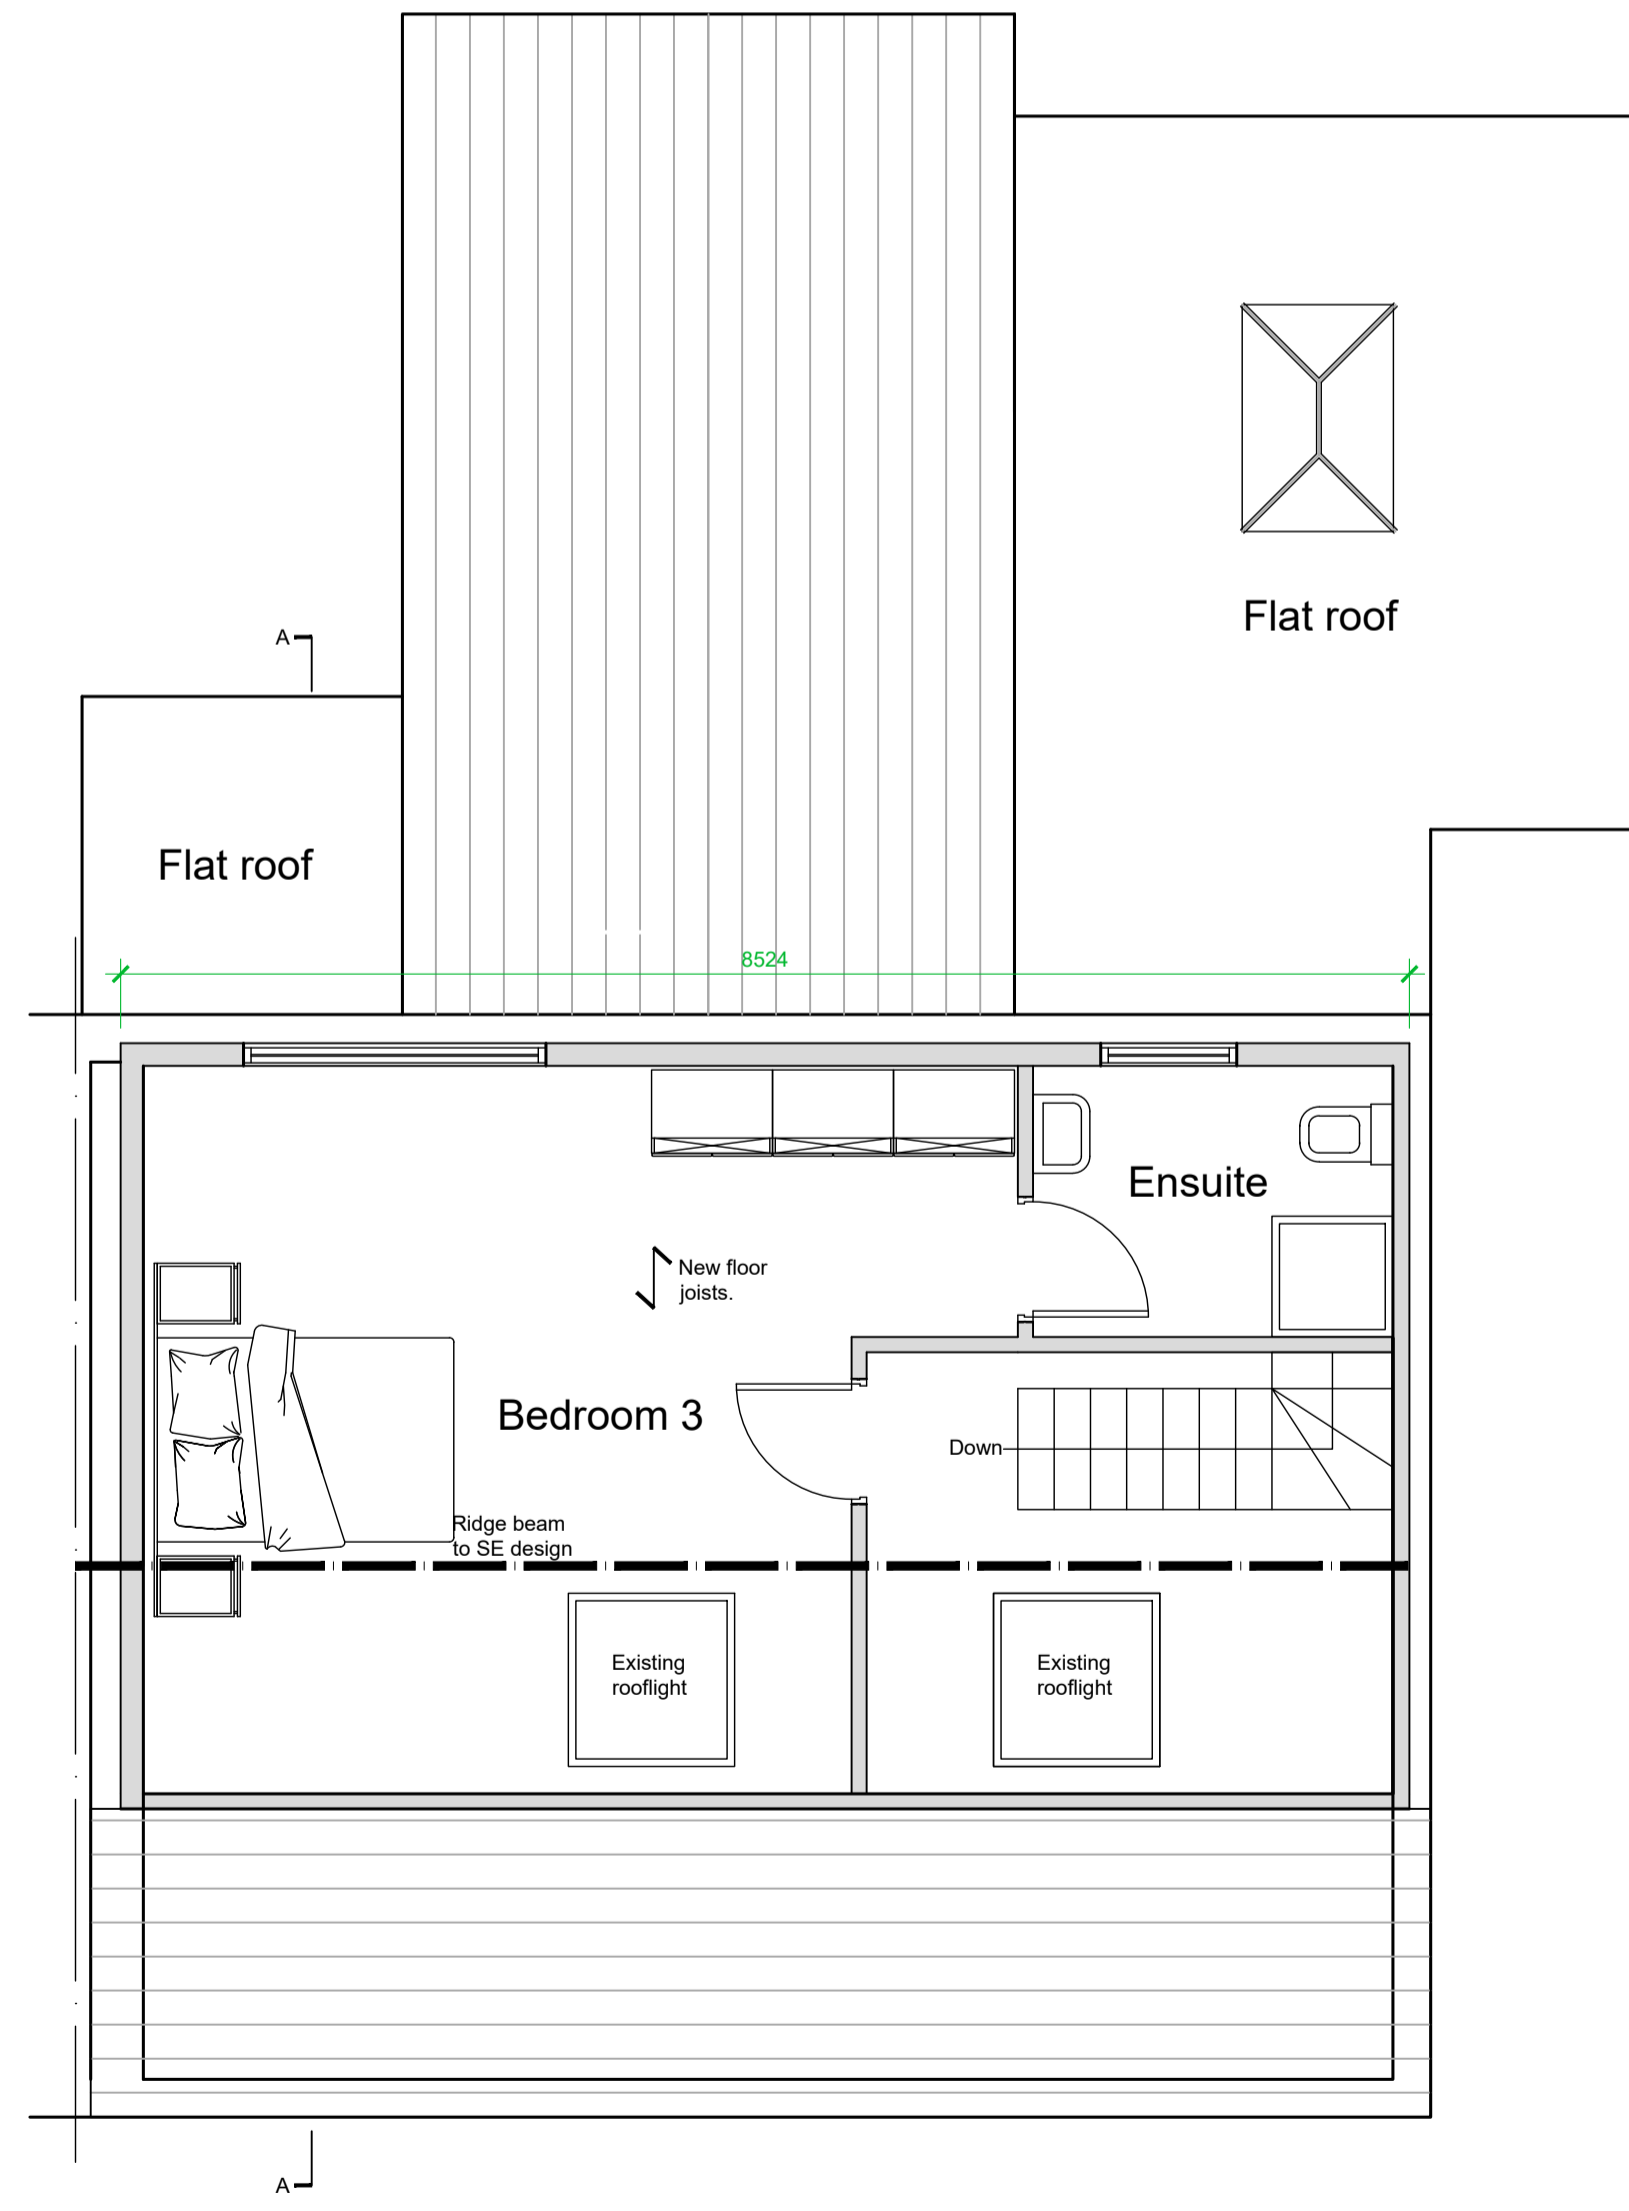 Flat roof
A
Flat roof
8524
Ensuite
New floor
joists.
Bedroom 3
Down
Ridge beam
to SE design
Existing
rooflight
Existing
rooflight
A